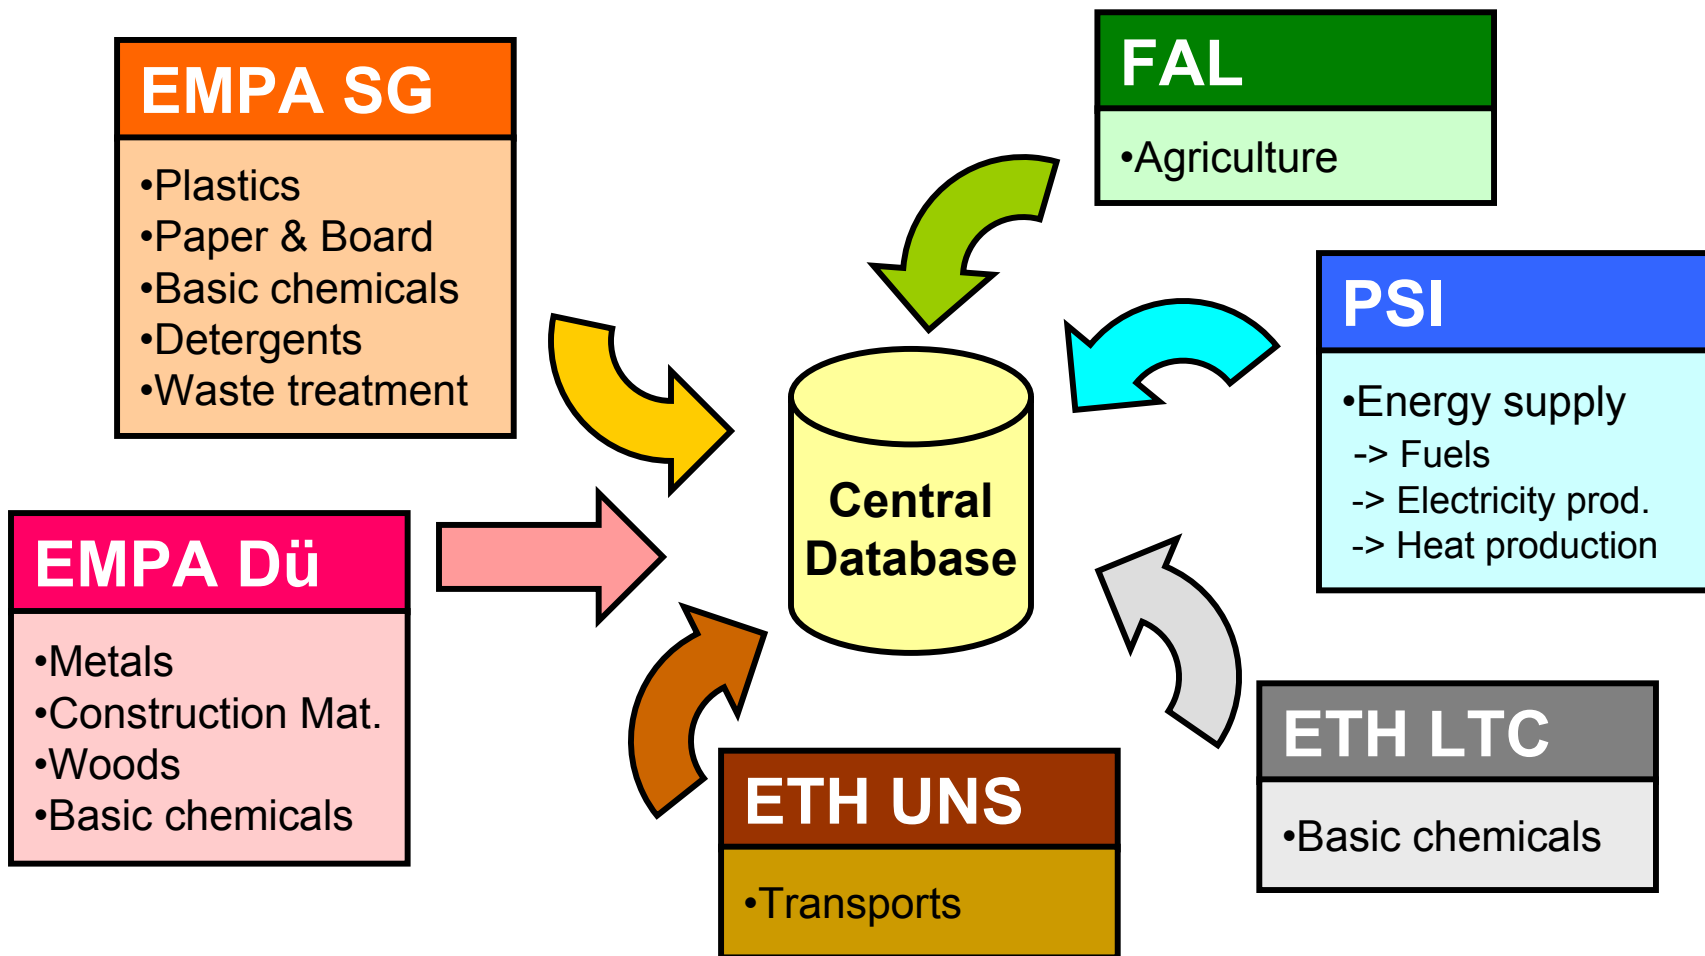 EMPA SG
•Plastics
•Paper & Board
•Basic chemicals
•Detergents
•Waste treatment
FAL
•Agriculture
PSI
•Energy supply
-> Fuels
-> Electricity prod.
-> Heat production
Central
Database
EMPA Dü
•Metals
•Construction Mat.
•Woods
•Basic chemicals
ETH UNS
•Transports
ETH LTC
•Basic chemicals